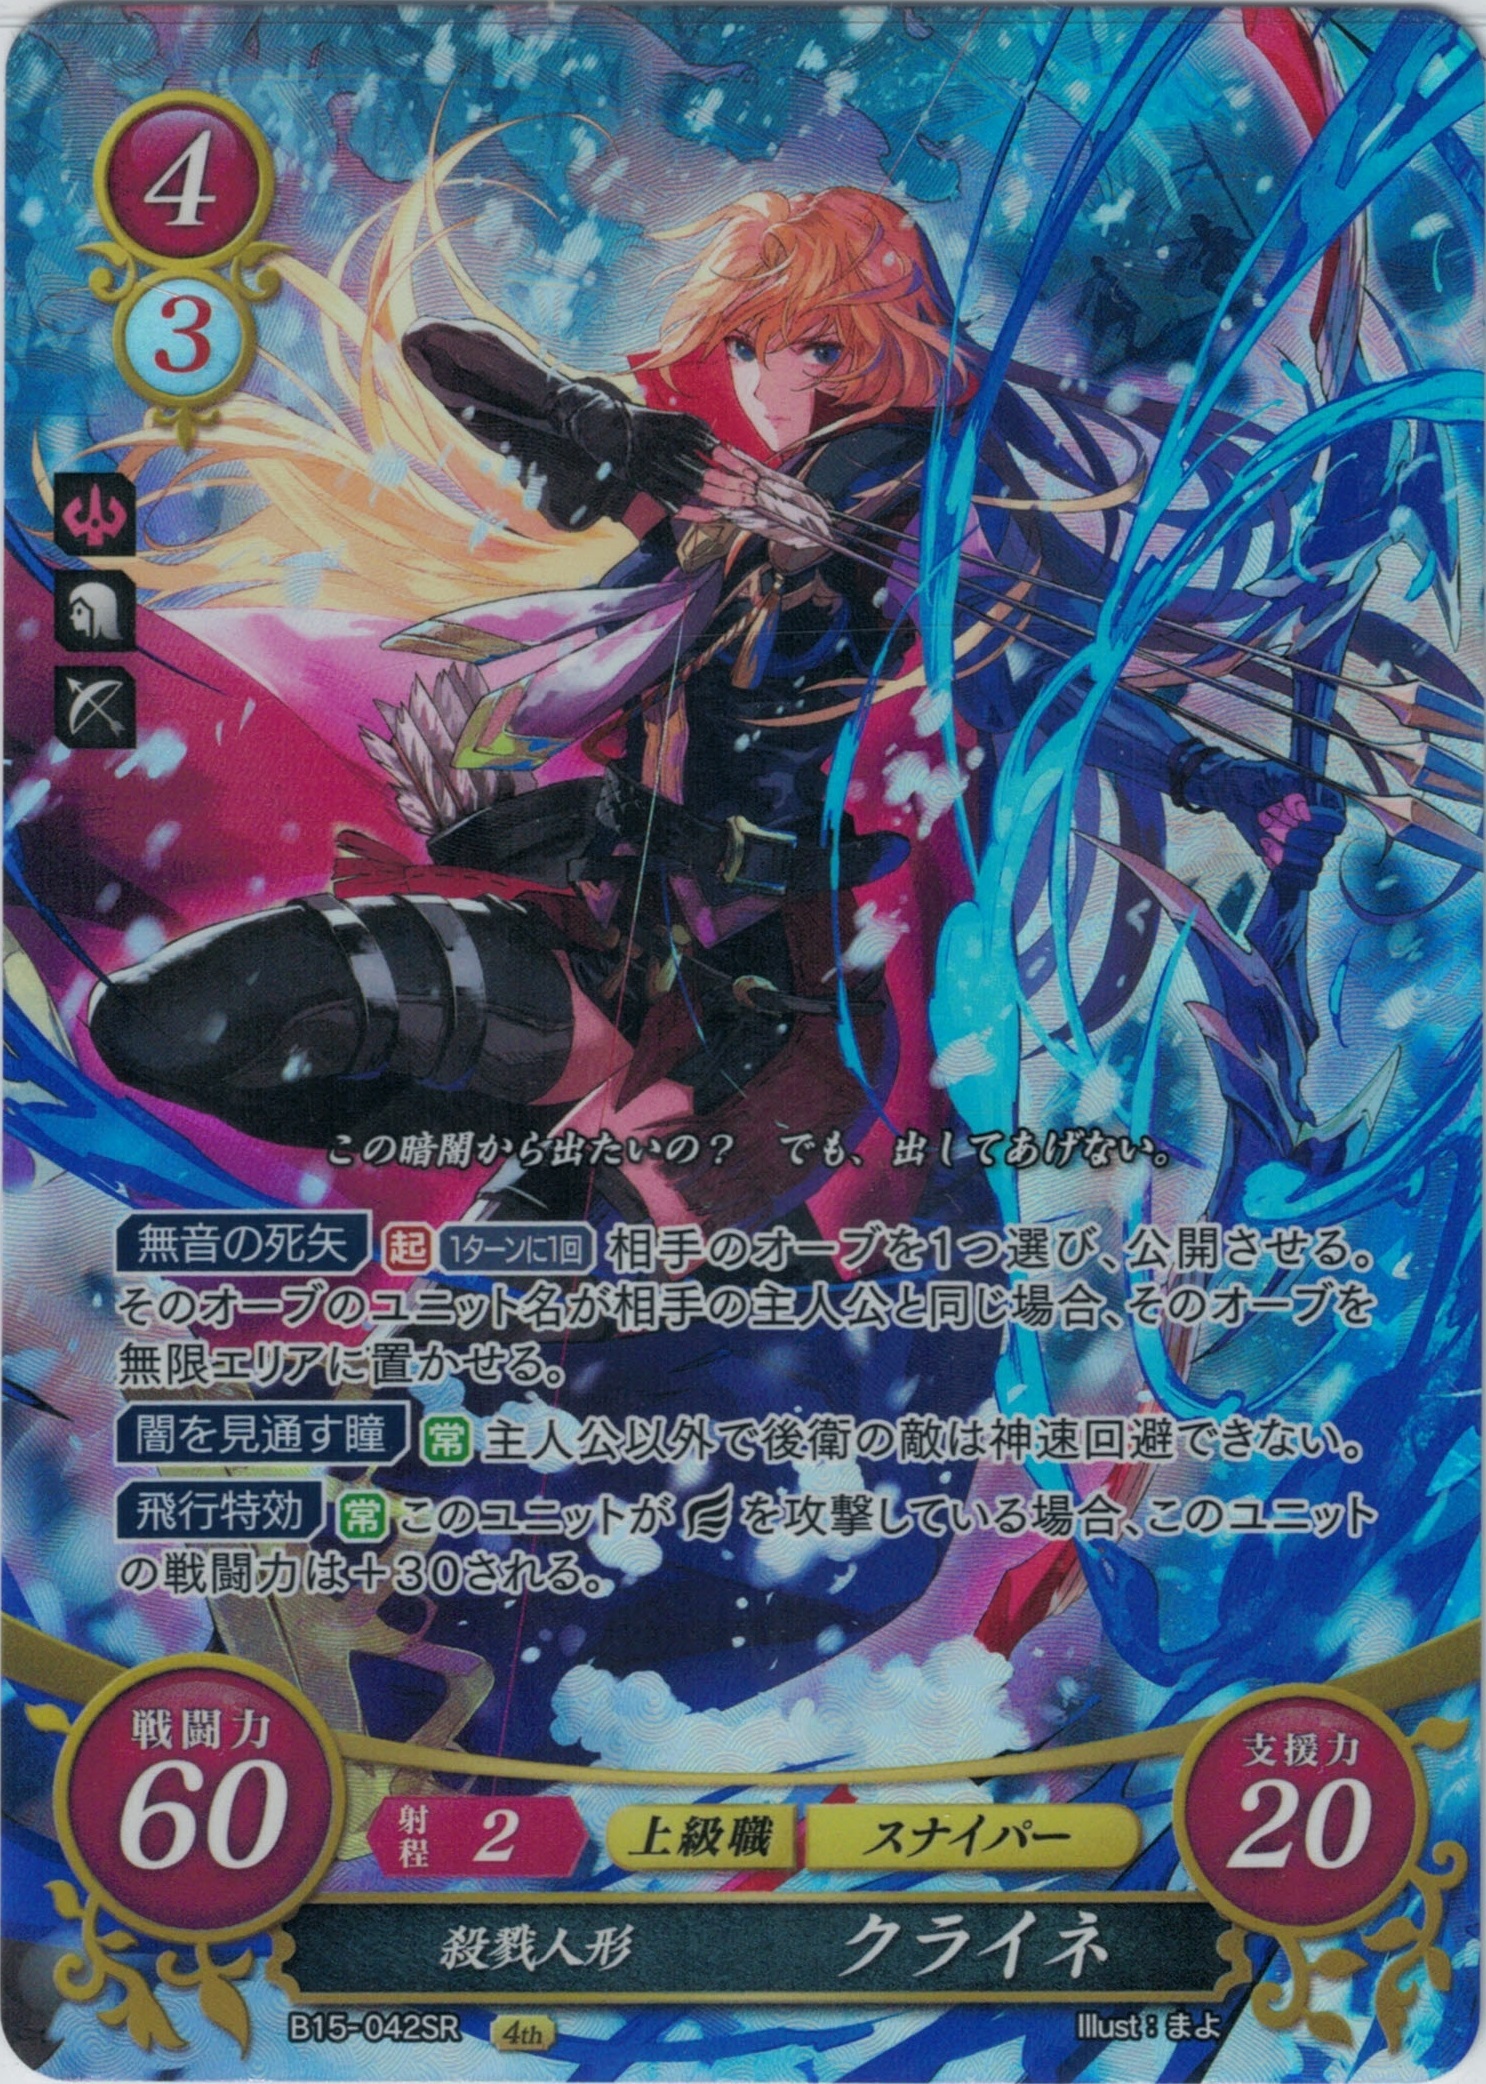 4
3
この暗闇から出たいの？　でも、出してあげない。
無音の死矢 起 1ターンに1回 相手のオーブを1つ選び、公開させる。
そのオーブのユニット名が相手の主人公と同じ場合、そのオーブを
無限エリアに置かせる。
闇を見通す瞳 常 主人公以外で後衛の敵は神速回避できない。
飛行特効 常 このユニットが を攻撃している場合、このユニット
の戦闘力は＋30される。
戦闘力
60
射程 2
上級職 スナイパー
支援力
20
殺戮人形 クライネ
B15-042SR 4th Illust：まよ